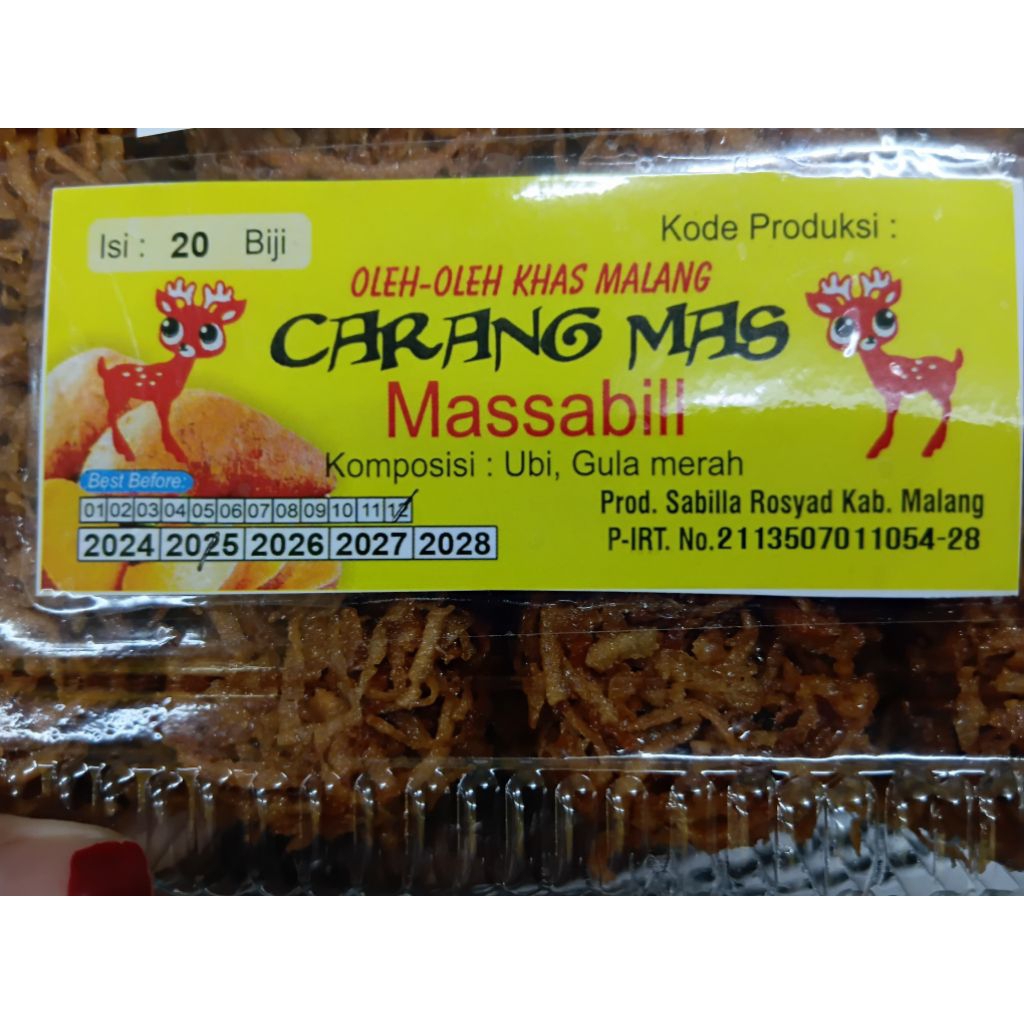 Isi : 20 Biji
Kode Produksi :
OLEH-OLEH KHAS MALANG
CARANG MAS
Massabill
Komposisi : Ubi, Gula merah
Best Before:
01 02 03 04 05 06 07 08 09 10 11 12
2024 2025 2026 2027 2028
Prod. Sabilla Rosyad Kab. Malang
P-IRT. No.2113507011054-28